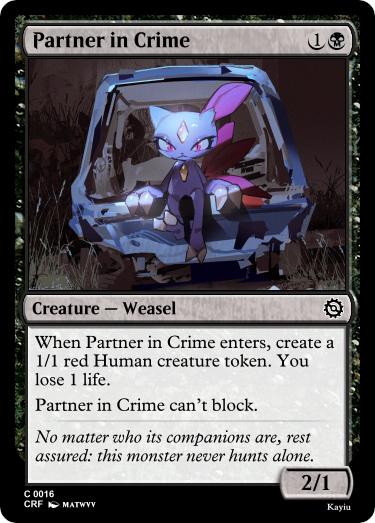 Partner in Crime 1
Creature — Weasel
When Partner in Crime enters, create a
1/1 red Human creature token. You
lose 1 life.
Partner in Crime can't block.
No matter who its companions are, rest
assured: this monster never hunts alone.
2/1
C 0016
CRF MATWVV
Kayiu